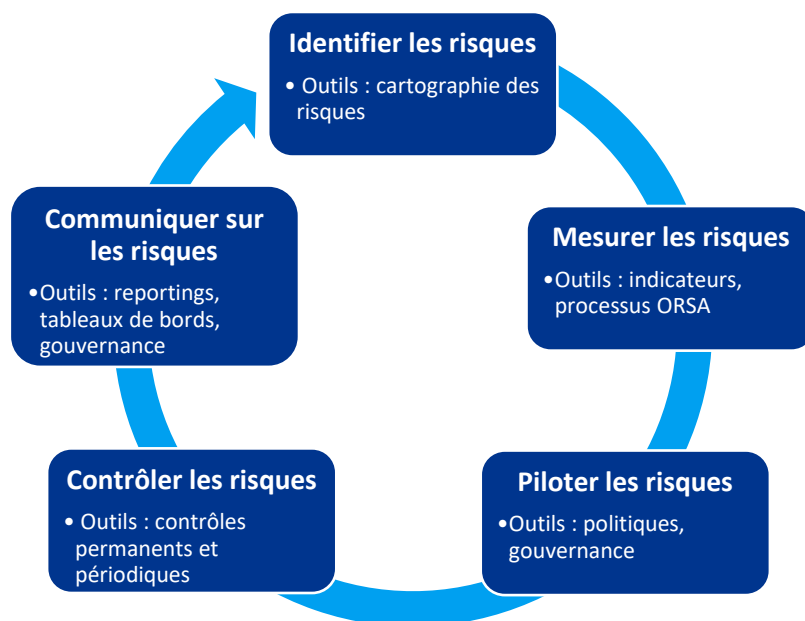 Identifier les risques
• Outils : cartographie des
risques
Mesurer les risques
•Outils : indicateurs,
processus ORSA
Piloter les risques
•Outils : politiques,
gouvernance
Contrôler les risques
• Outils : contrôles
permanents et
périodiques
Communiquer sur
les risques
•Outils : reportings,
tableaux de bords,
gouvernance